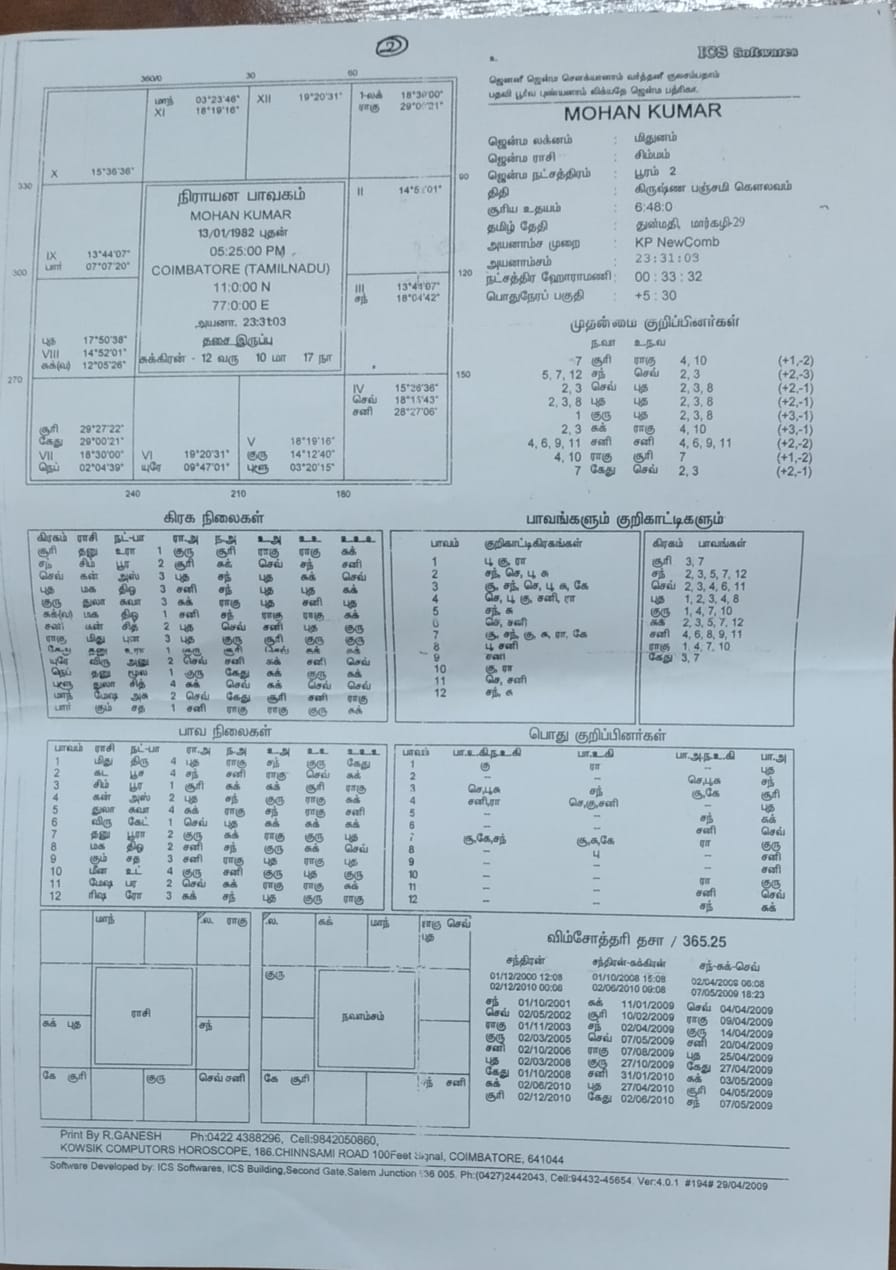 2
ICS Softwares
உ
ஜெனனீ ஜென்ம சௌக்யானாம் வர்த்தனீ குலசம்பதாம்
பதவி பூர்வ புண்யானாம் லிக்யதே ஜென்ம பத்ரிகா.
MOHAN KUMAR
ஜென்ம லக்னம் : மிதுனம்
ஜென்ம ராசி : சிம்மம்
ஜென்ம நட்சத்திரம் : பூரம் 2
திதி : கிருஷ்ண பஞ்சமி கௌலவம்
சூரிய உதயம் : 6:48:0
தமிழ் தேதி : துன்மதி, மார்கழி-29
அயனாம்ச முறை : KP NewComb
அயனாம்சம் : 23:31:03
நட்சத்திர ஹோராமணி : 00 : 33 : 32
பொதுநேரப் பகுதி : +5 : 30
360/0 30 60
மாந் 03°23'46"
XI 18°19'16"
XII 19°20'31"
1-லக் 18°30'00"
ராகு 29°00'21"
X 15°36'36"
330 90
II
நிராயன பாவகம்
MOHAN KUMAR
13/01/1982 புதன்
05:25:00 PM
COIMBATORE (TAMILNADU)
11:0:00 N
77:0:00 E
அயனா. 23:31:03
தசை இருப்பு
சுக்கிரன் - 12 வரு 10 மா 17 நா
IX 13°44'07"
பார் 07°07'20"
300 120
III 13°44'07"
சந் 18°04'42"
புத 17°50'38"
VIII 14°52'01"
சுக்(வ) 12°05'26"
270 150
IV 15°26'36"
செவ் 18°15'43"
சனி 28°27'06"
சூரி 29°27'22"
கேது 29°00'21"
VII 18°30'00"
நெப் 02°04'39"
VI 19°20'31"
யுரே 09°47'01"
V 18°19'16"
குரு 14°12'40"
புளூ 03°20'15"
240 210 180
முதன்மை குறிப்பினர்கள்
ந.வா உ.ந.வ
7 சூரி ராகு 4, 10 (+1,-2)
5, 7, 12 சந் செவ் 2, 3 (+2,-3)
2, 3 செவ் புத 2, 3, 8 (+2,-1)
2, 3, 8 புத புத 2, 3, 8 (+2,-1)
1 குரு புத 2, 3, 8 (+3,-1)
2, 3 சுக் ராகு 4, 10 (+3,-1)
4, 6, 9, 11 சனி சனி 4, 6, 9, 11 (+2,-2)
4, 10 ராகு சூரி 7 (+1,-2)
7 கேது செவ் 2, 3 (+2,-1)
கிரக நிலைகள்
கிரகம் ராசி நட்-பா ரா.அ ந.அ உ.அ உ.உ உ.உ.உ
சூரி தனு உரா 1 குரு சூரி ராகு ராகு சுக்
சந் சிம் பூர 2 சூரி சுக் செவ் சந் சனி
செவ் கன் அஸ் 3 புத சந் புத சுக் செவ்
புத மக திரு 3 சனி சந் புத புத சுக்
குரு துலா சுவா 3 சுக் ராகு புத சனி புத
சுக்(வ) மக திரு 1 சனி சந் ராகு ராகு சுக்
சனி கன் சித் 2 புத செவ் சனி புத குரு
ராகு மிது புன 3 புத குரு சூரி குரு குரு
கேது தனு உரா 1 குரு சூரி செவ் சுக் சுக்
யுரே விரு அனு 2 செவ் சனி சுக் சனி செவ்
நெப் தனு மூல 1 குரு கேது சுக் கேது சுக்
புளூ துலா சித் 4 சுக் செவ் சுக் செவ் செவ்
மாந் மேஷ அசு 2 செவ் கேது சூரி சனி ராகு
பார் கும் சத 1 சனி ராகு ராகு குரு சுக்
பாவங்களும் குறிகாட்டிகளும்
பாவம் குறிகாட்டிகிரகங்கள்
1 பு, கு, ரா
2 சந், செ, பு, சு
3 சூ, சந், செ, பு, சு, கே
4 செ, பு, கு, சனி, ரா
5 சந், சு
6 செ, சனி
7 சூ, சந், கு, சு, ரா, கே
8 பு, சனி
9 சனி
10 கு, ரா
11 செ, சனி
12 சந், சு
கிரகம் பாவங்கள்
சூரி 3, 7
சந் 2, 3, 5, 7, 12
செவ் 2, 3, 4, 6, 11
புத 1, 2, 3, 4, 8
குரு 1, 4, 7, 10
சுக் 2, 3, 5, 7, 12
சனி 4, 6, 8, 9, 11
ராகு 1, 4, 7, 10
கேது 3, 7
பாவ நிலைகள்
பாவம் ராசி நட்-பா ரா.அ ந.அ உ.அ உ.உ உ.உ.உ
1 மிது திரு 4 புத ராகு சந் குரு கேது
2 கட பூச 4 சந் சனி ராகு செவ் சுக்
3 சிம் பூர 1 சூரி சுக் சுக் சூரி ராகு
4 கன் அஸ் 2 புத சந் குரு ராகு சுக்
5 துலா சுவா 4 சுக் ராகு சந் ராகு சனி
6 விரு கேட் 1 செவ் புத சுக் சுக் சுக்
7 தனு பூரா 2 குரு சுக் ராகு குரு புத
8 மக திரு 2 சனி சந் குரு சுக் செவ்
9 கும் சத 3 சனி ராகு புத ராகு புத
10 மீன உட் 4 குரு சனி குரு புத குரு
11 மேஷ பர 2 செவ் சுக் ராகு ராகு சுக்
12 ரிஷ ரோ 3 சுக் சந் புத குரு ராகு
பொது குறிப்பினர்கள்
பாவம் பா.உ.கி.ந.உ.கி பா.உ.கி பா.அ.ந.உ.கி பா.அ
1 கு ரா -- புத
2 -- -- செ,பு,சு சந்
3 செ,பு,சு சந் சூ,கே சூரி
4 சனி,ரா செ,கு,சனி -- புத
5 -- -- சந் சுக்
6 -- -- சனி செவ்
7 சூ,கே,சந் சூ,சு,கே ரா குரு
8 -- பு -- சனி
9 -- -- -- சனி
10 -- -- ரா குரு
11 -- -- சனி செவ்
12 -- -- சந் சுக்
மாந் ல ராகு
சுக் புத ராசி சந்
கே சூரி குரு செவ் சனி
ல சுக் மாந் ராகு செவ் புத
குரு நவாம்சம்
கே சூரி சந் சனி
விம்சோத்தரி தசா / 365.25
சந்திரன் சந்திரன்-சுக்கிரன் சந்-சுக்-செவ்
01/12/2000 12:08 01/10/2008 15:08 02/04/2009 06:08
02/12/2010 00:08 02/06/2010 09:08 07/05/2009 18:23
சந் 01/10/2001 சுக் 11/01/2009 செவ் 04/04/2009
செவ் 02/05/2002 சூரி 10/02/2009 ராகு 09/04/2009
ராகு 01/11/2003 சந் 02/04/2009 குரு 14/04/2009
குரு 02/03/2005 செவ் 07/05/2009 சனி 20/04/2009
சனி 02/10/2006 ராகு 07/08/2009 புத 25/04/2009
புத 02/03/2008 குரு 27/10/2009 கேது 27/04/2009
கேது 01/10/2008 சனி 31/01/2010 சுக் 03/05/2009
சுக் 02/06/2010 புத 27/04/2010 சூரி 04/05/2009
சூரி 02/12/2010 கேது 02/06/2010 சந் 07/05/2009
Print By R.GANESH Ph:0422 4388296, Cell:9842050860,
KOWSIK COMPUTORS HOROSCOPE, 186.CHINNSAMI ROAD 100Feet Signal, COIMBATORE, 641044
Software Developed by: ICS Softwares, ICS Building,Second Gate,Salem Junction 636 005. Ph:(0427)2442043, Cell:94432-45654. Ver:4.0.1 #194# 29/04/2009